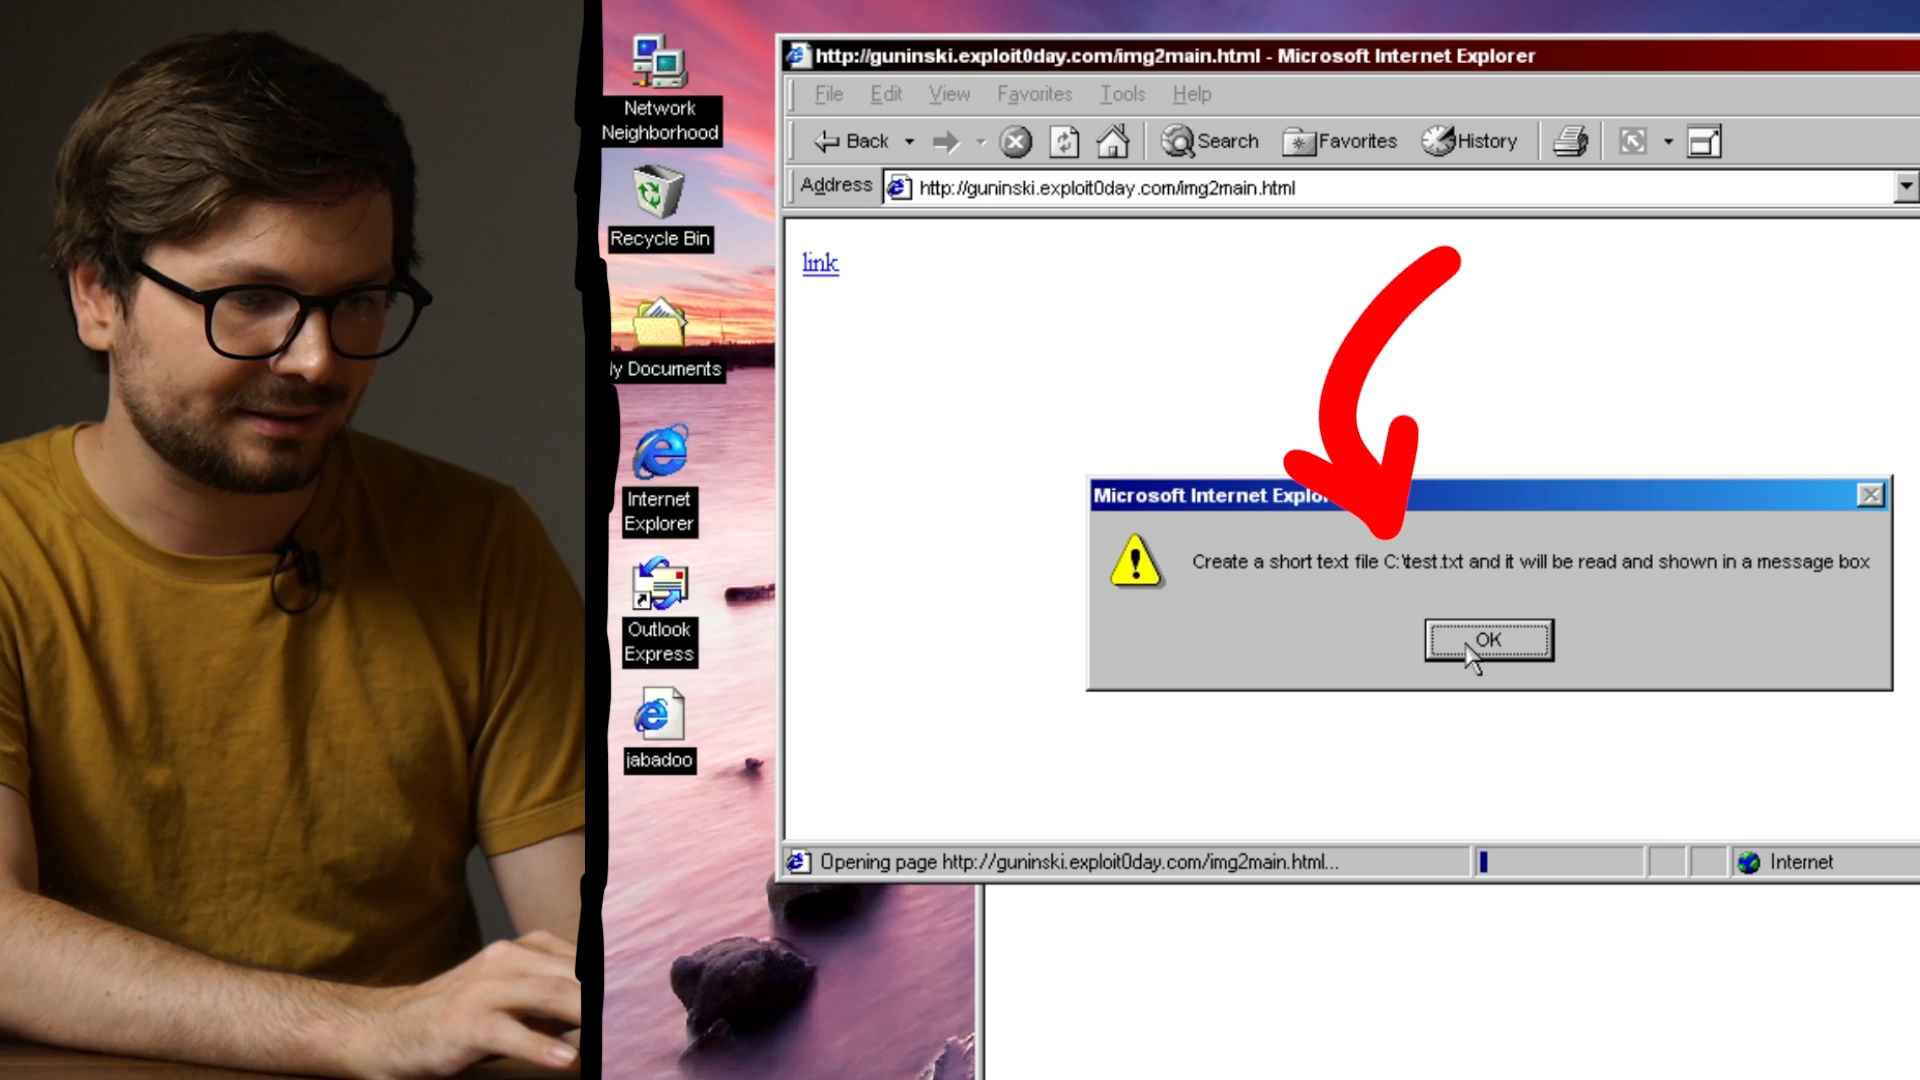 Network
Neighborhood
Recycle Bin
y Documents
Internet
Explorer
Outlook
Express
jabadoo
http://guninski.exploit0day.com/img2main.html - Microsoft Internet Explorer
File Edit View Favorites Tools Help
Back Search Favorites History
Address http://guninski.exploit0day.com/img2main.html
link
Microsoft Internet Explo
Create a short text file C:\test.txt and it will be read and shown in a message box
OK
Opening page http://guninski.exploit0day.com/img2main.html... Internet